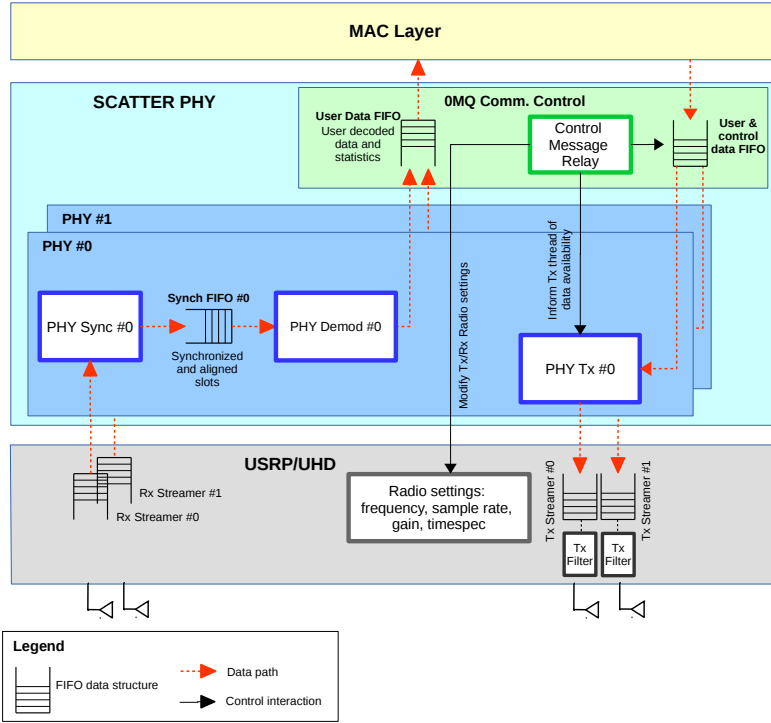 MAC Layer
SCATTER PHY
0MQ Comm. Control
User Data FIFO
User decoded
data and
statistics
Control
Message
Relay
User &
control
data FIFO
PHY #1
PHY #0
Modify Tx/Rx Radio settings
Inform Tx thread of
data availability
PHY Sync #0
Synch FIFO #0
Synchronized
and aligned
slots
PHY Demod #0
PHY Tx #0
USRP/UHD
Rx Streamer #1
Rx Streamer #0
Radio settings:
frequency, sample rate,
gain, timespec
Tx Streamer #0
Tx Streamer #1
Tx
Filter
Tx
Filter
Legend
FIFO data structure
Data path
Control interaction